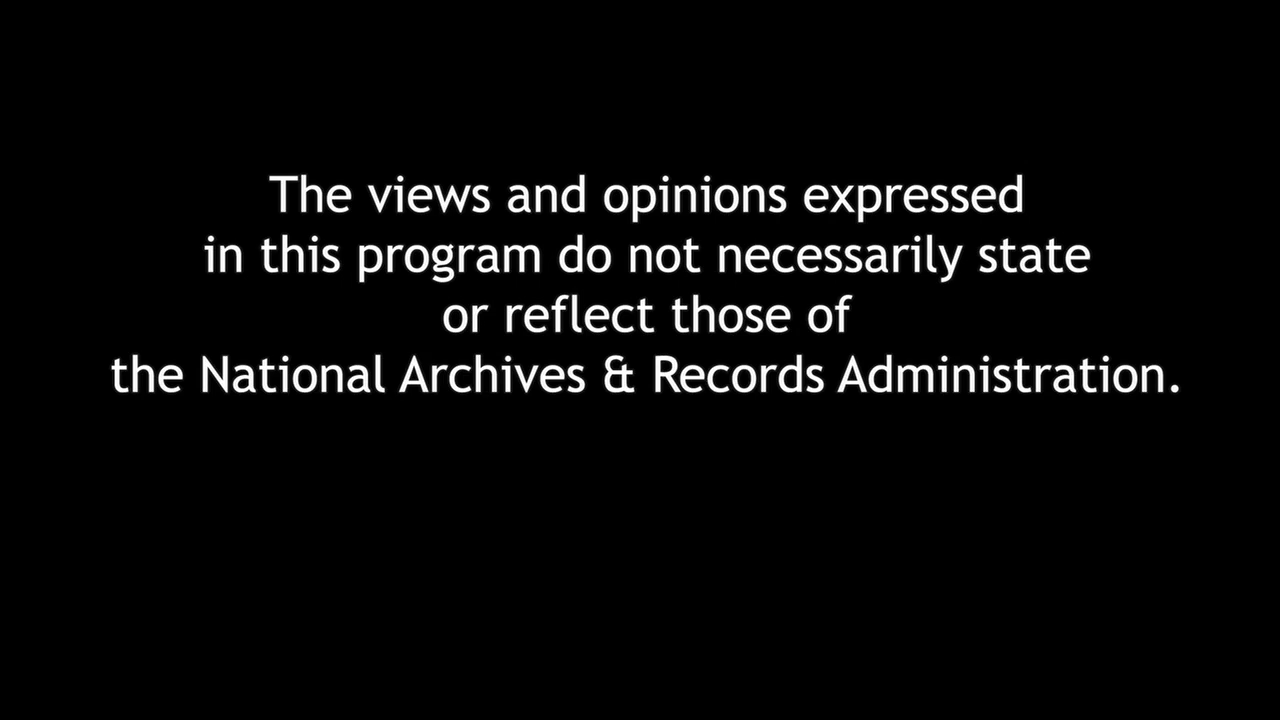 The views and opinions expressed
in this program do not necessarily state
or reflect those of
the National Archives & Records Administration.